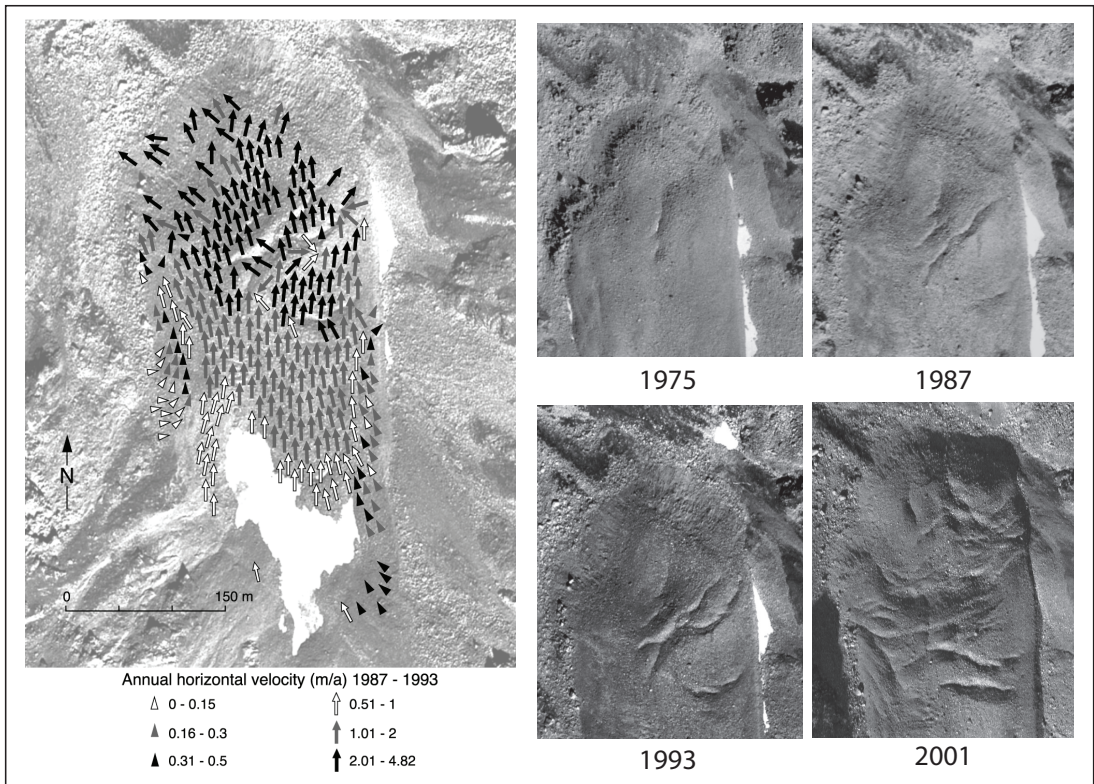 N
0
150 m
Annual horizontal velocity (m/a) 1987 - 1993
0 - 0.15
0.16 - 0.3
0.31 - 0.5
0.51 - 1
1.01 - 2
2.01 - 4.82
1975
1987
1993
2001